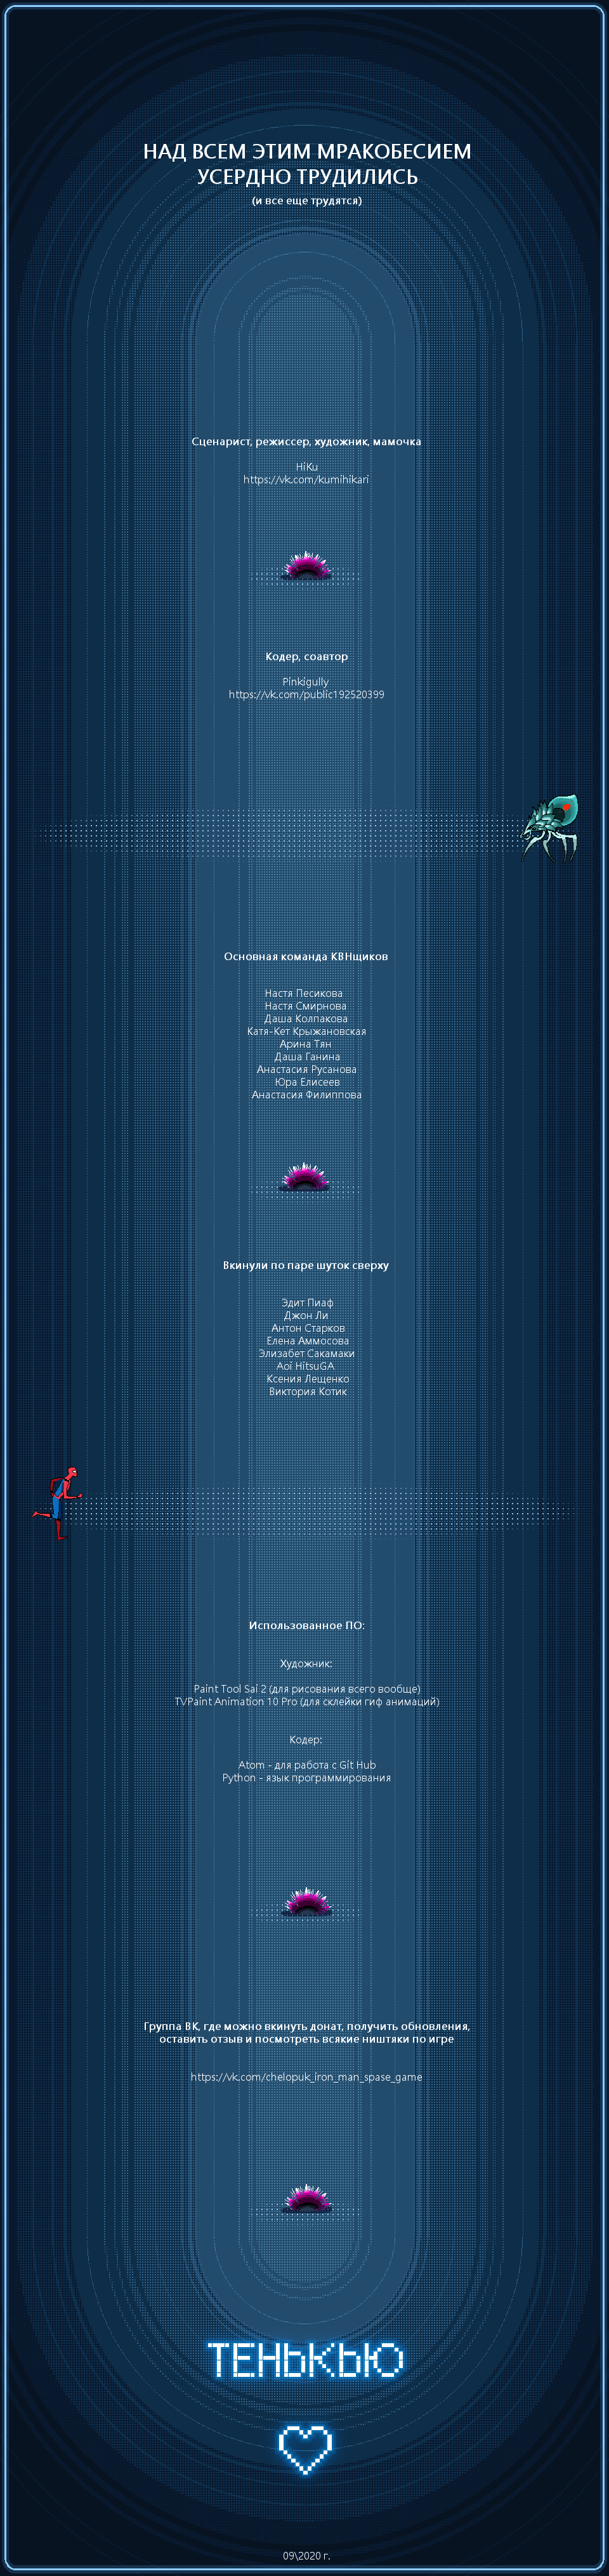 НАД ВСЕМ ЭТИМ МРАКОБЕСИЕМ
УСЕРДНО ТРУДИЛИСЬ
(и все еще трудятся)
Сценарист, режиссер, художник, мамочка
HiKu
https://vk.com/kumihikari
Кодер, соавтор
Pinkigully
https://vk.com/public192520399
Основная команда КВНщиков
Настя Песикова
Настя Смирнова
Даша Колпакова
Катя-Кет Крыжановская
Арина Тян
Даша Ганина
Анастасия Русанова
Юра Елисеев
Анастасия Филиппова
Вкинули по паре шуток сверху
Эдит Пиаф
Джон Ли
Антон Старков
Елена Аммосова
Элизабет Сакамаки
Aoi HitsuGA
Ксения Лещенко
Виктория Котик
Использованное ПО:
Художник:
Paint Tool Sai 2 (для рисования всего вообще)
TVPaint Animation 10 Pro (для склейки гиф анимаций)
Кодер:
Atom - для работа с Git Hub
Python - язык программирования
Группа ВК, где можно вкинуть донат, получить обновления,
оставить отзыв и посмотреть всякие ништяки по игре
https://vk.com/chelopuk_iron_man_spase_game
ТЕНЬКЬЮ
09\2020 г.